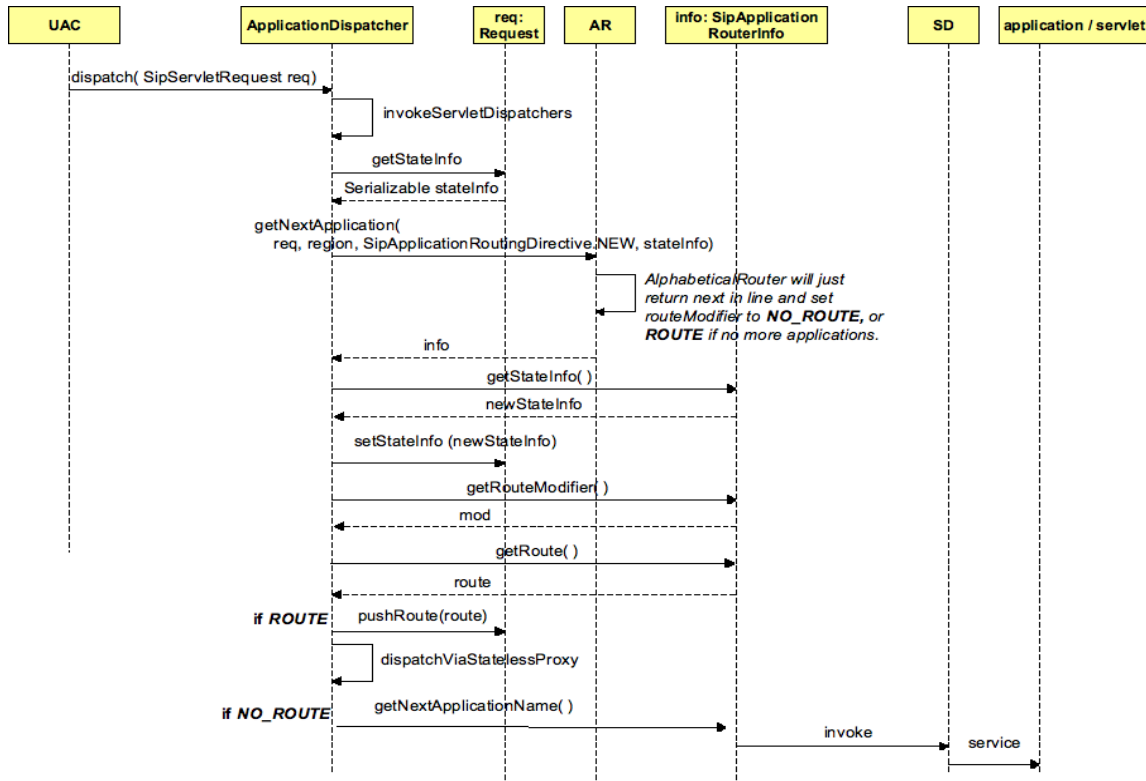 UAC
ApplicationDispatcher
req:
Request
AR
info: SipApplication
RouterInfo
SD
application / servlet
dispatch( SipServletRequest req)
invokeServletDispatchers
getStateInfo
Serializable stateInfo
getNextApplication(
req, region, SipApplicationRoutingDirective.NEW, stateInfo)
AlphabeticalRouter will just
return next in line and set
routeModifier to NO_ROUTE, or
ROUTE if no more applications.
info
getStateInfo( )
newStateInfo
setStateInfo (newStateInfo)
getRouteModifier( )
mod
getRoute( )
route
if ROUTE
pushRoute(route)
dispatchViaStatelessProxy
if NO_ROUTE
getNextApplicationName( )
invoke
service